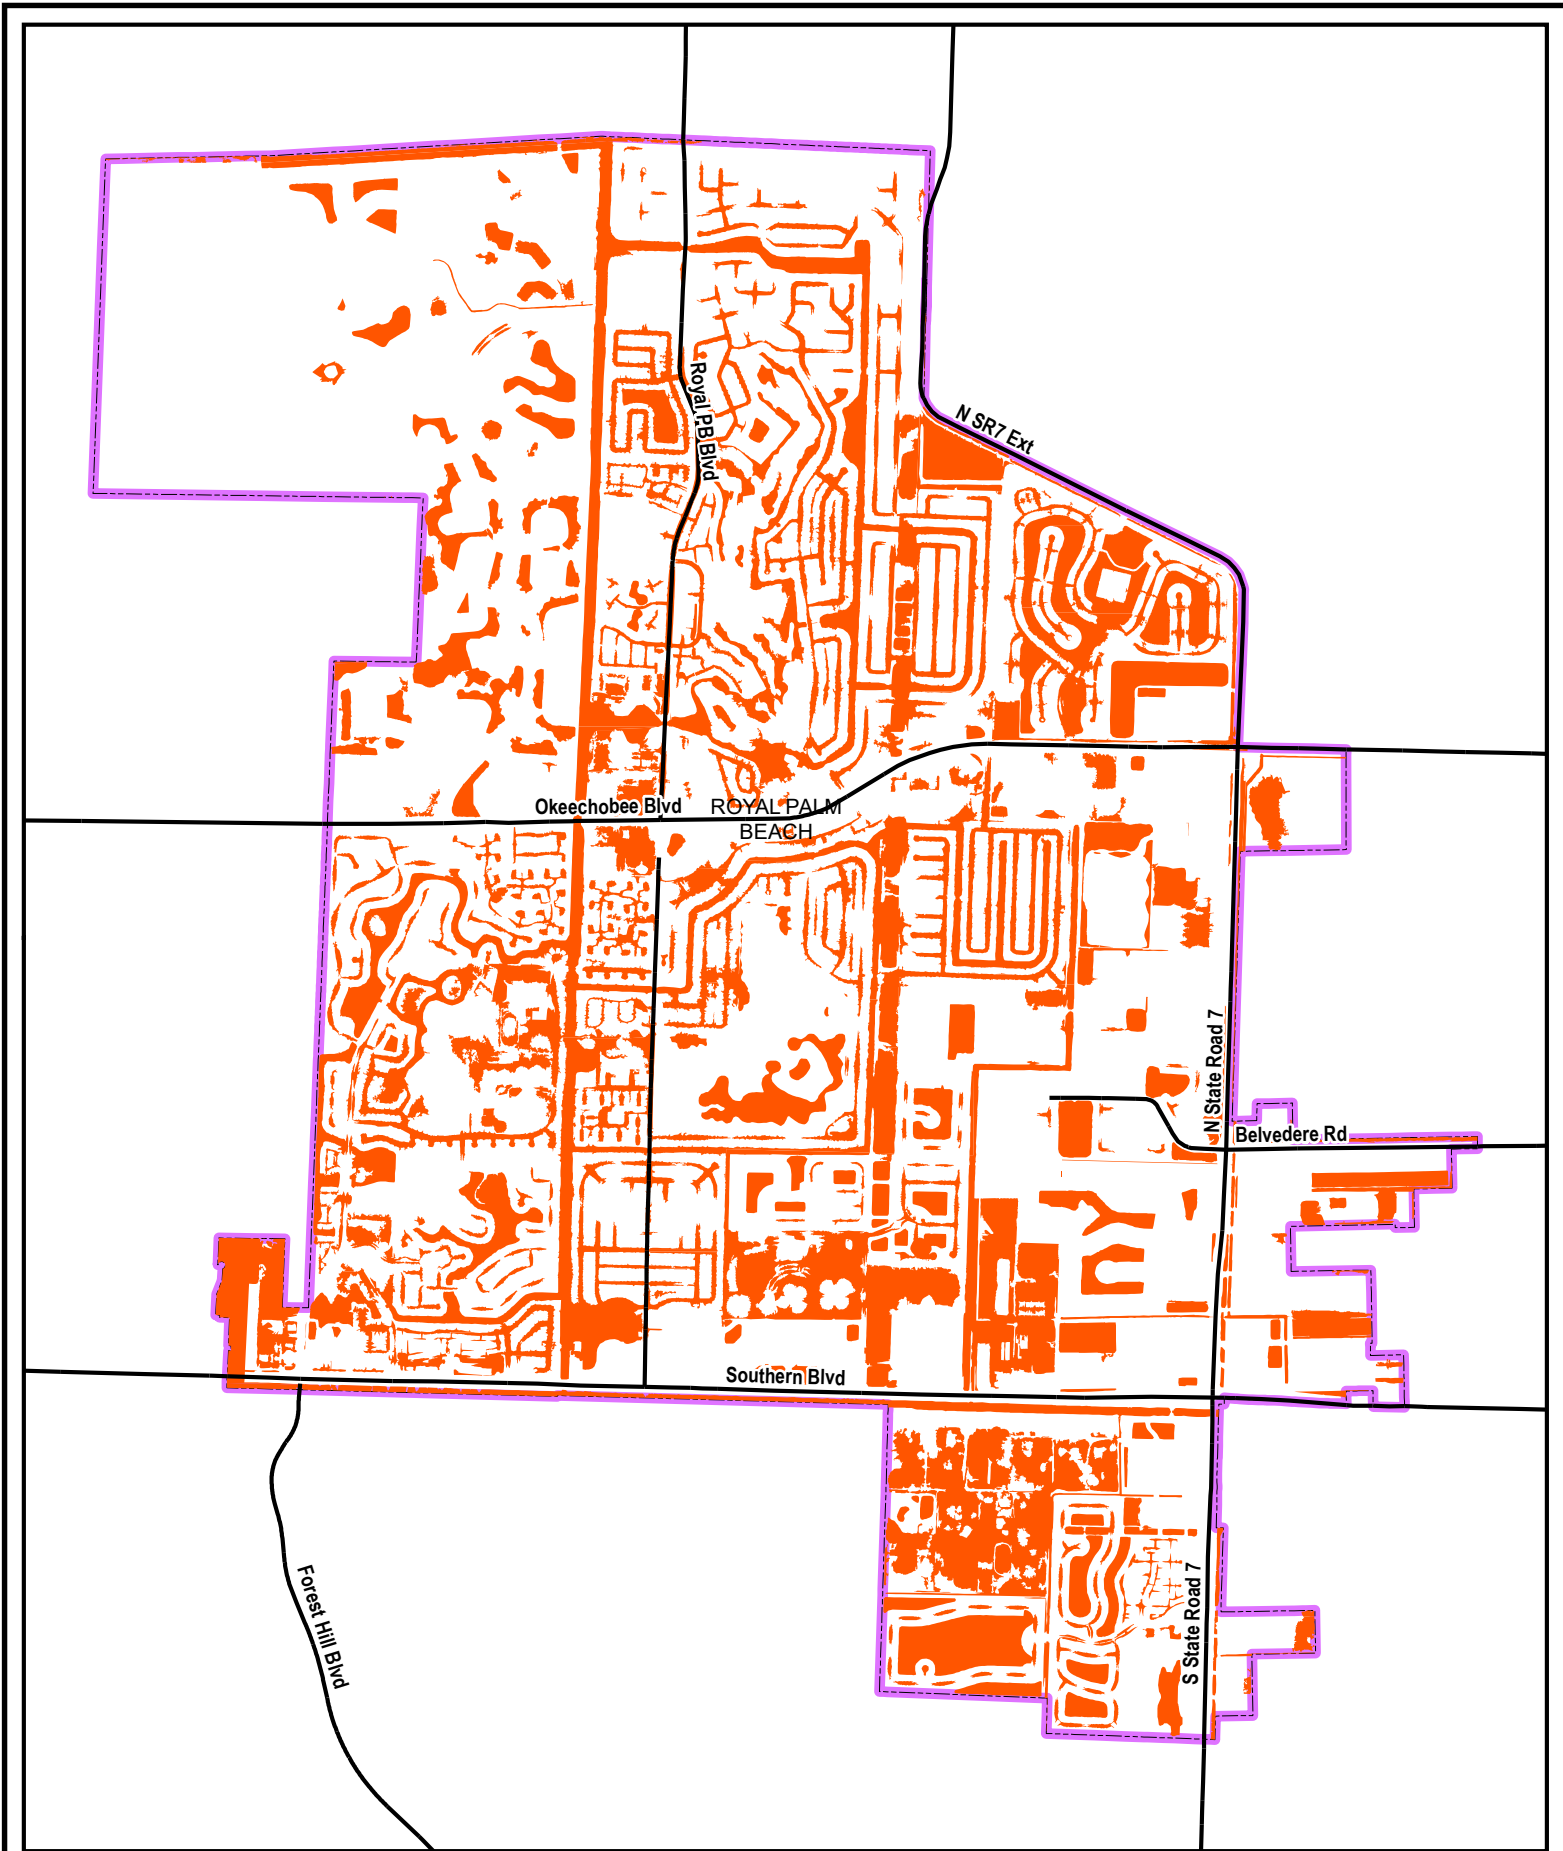 N SR7 Ext
Royal PB Blvd
Okeechobee Blvd
ROYAL PALM
BEACH
N State Road 7
Belvedere Rd
Southern Blvd
Forest Hill Blvd
S State Road 7